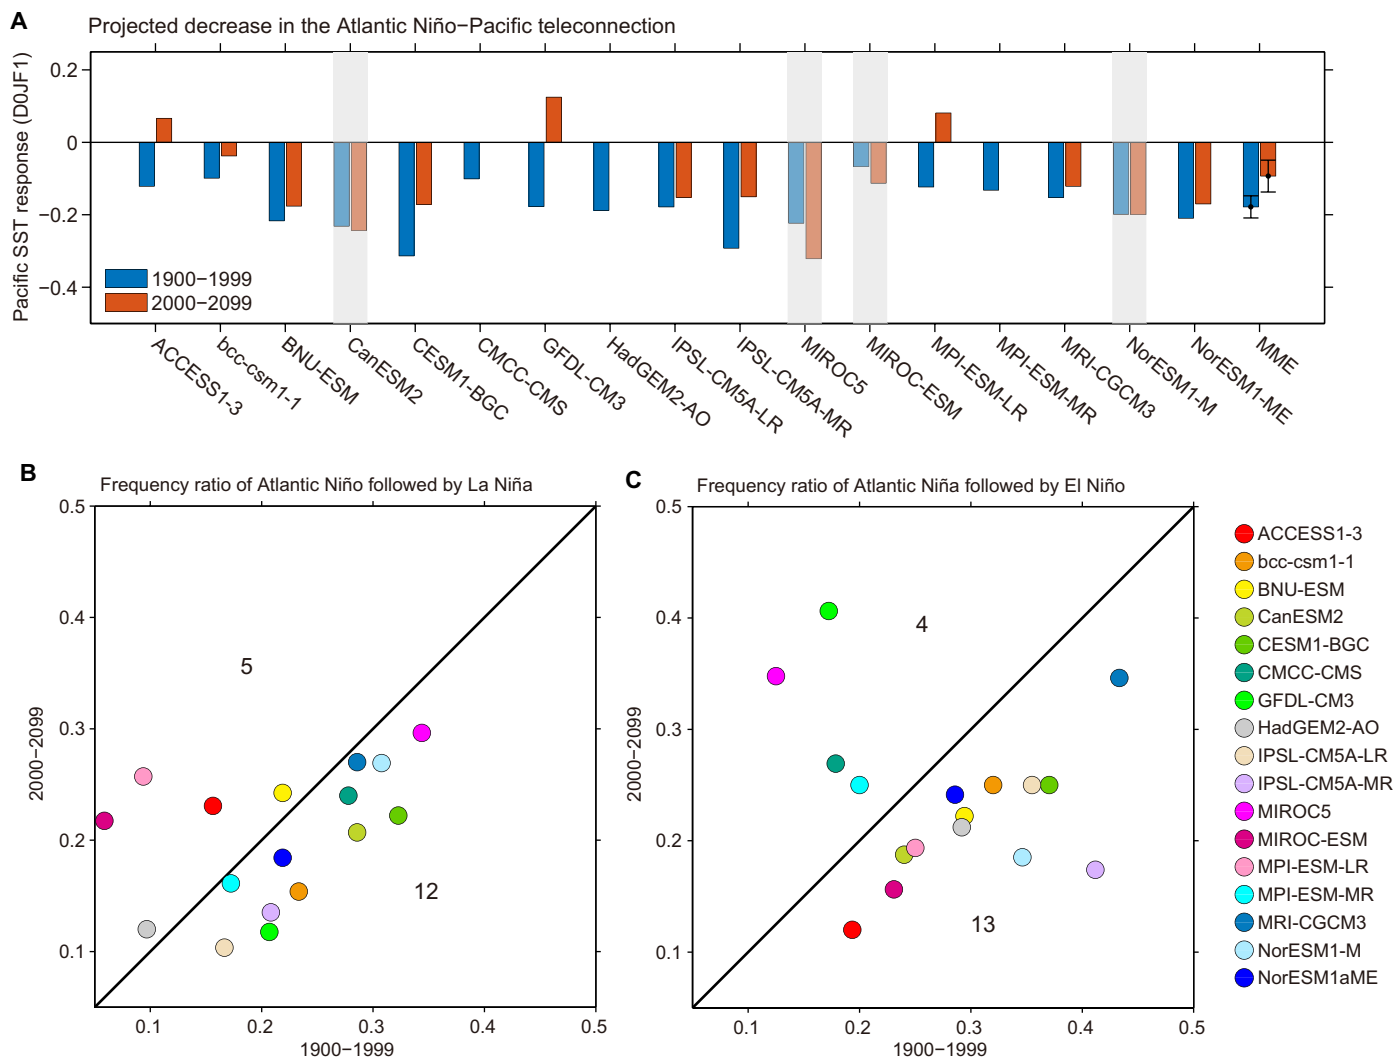 A
Projected decrease in the Atlantic Niño−Pacific teleconnection
Pacific SST response (D0JF1)
0.2
0
−0.2
−0.4
1900−1999
2000−2099
ACCESS1-3
bcc-csm1-1
BNU-ESM
CanESM2
CESM1-BGC
CMCC-CMS
GFDL-CM3
HadGEM2-AO
IPSL-CM5A-LR
IPSL-CM5A-MR
MIROC5
MIROC-ESM
MPI-ESM-LR
MPI-ESM-MR
MRI-CGCM3
NorESM1-M
NorESM1-ME
MME
B
Frequency ratio of Atlantic Niño followed by La Niña
2000−2099
0.5
0.4
0.3
0.2
0.1
5
12
0.1
0.2
0.3
0.4
0.5
1900−1999
C
Frequency ratio of Atlantic Niña followed by El Niño
2000−2099
0.5
0.4
0.3
0.2
0.1
4
13
0.1
0.2
0.3
0.4
0.5
1900−1999
ACCESS1-3
bcc-csm1-1
BNU-ESM
CanESM2
CESM1-BGC
CMCC-CMS
GFDL-CM3
HadGEM2-AO
IPSL-CM5A-LR
IPSL-CM5A-MR
MIROC5
MIROC-ESM
MPI-ESM-LR
MPI-ESM-MR
MRI-CGCM3
NorESM1-M
NorESM1aME